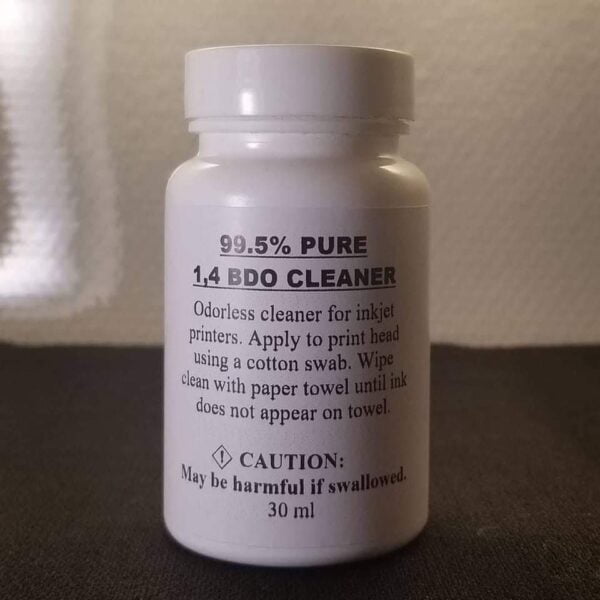 99.5% PURE
1,4 BDO CLEANER
Odorless cleaner for inkjet
printers. Apply to print head
using a cotton swab. Wipe
clean with paper towel until ink
does not appear on towel.
! CAUTION:
May be harmful if swallowed.
30 ml